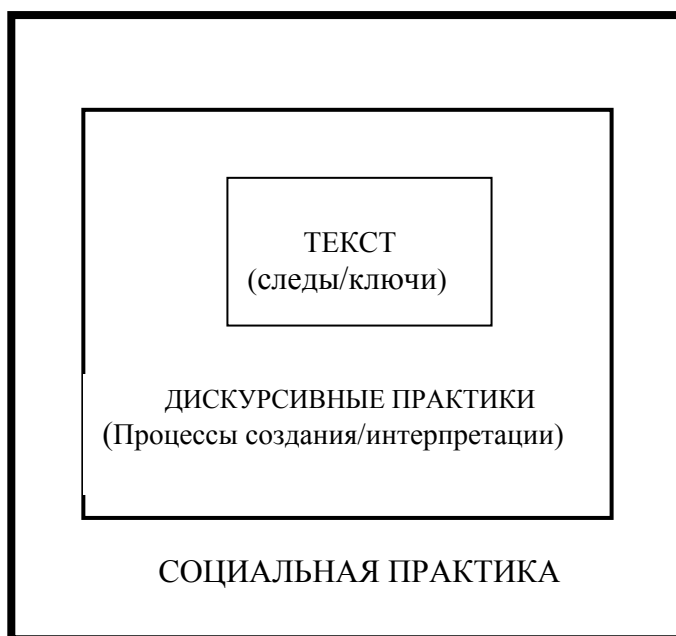 ТЕКСТ
(следы/ключи)
ДИСКУРСИВНЫЕ ПРАКТИКИ
(Процессы создания/интерпретации)
СОЦИАЛЬНАЯ ПРАКТИКА